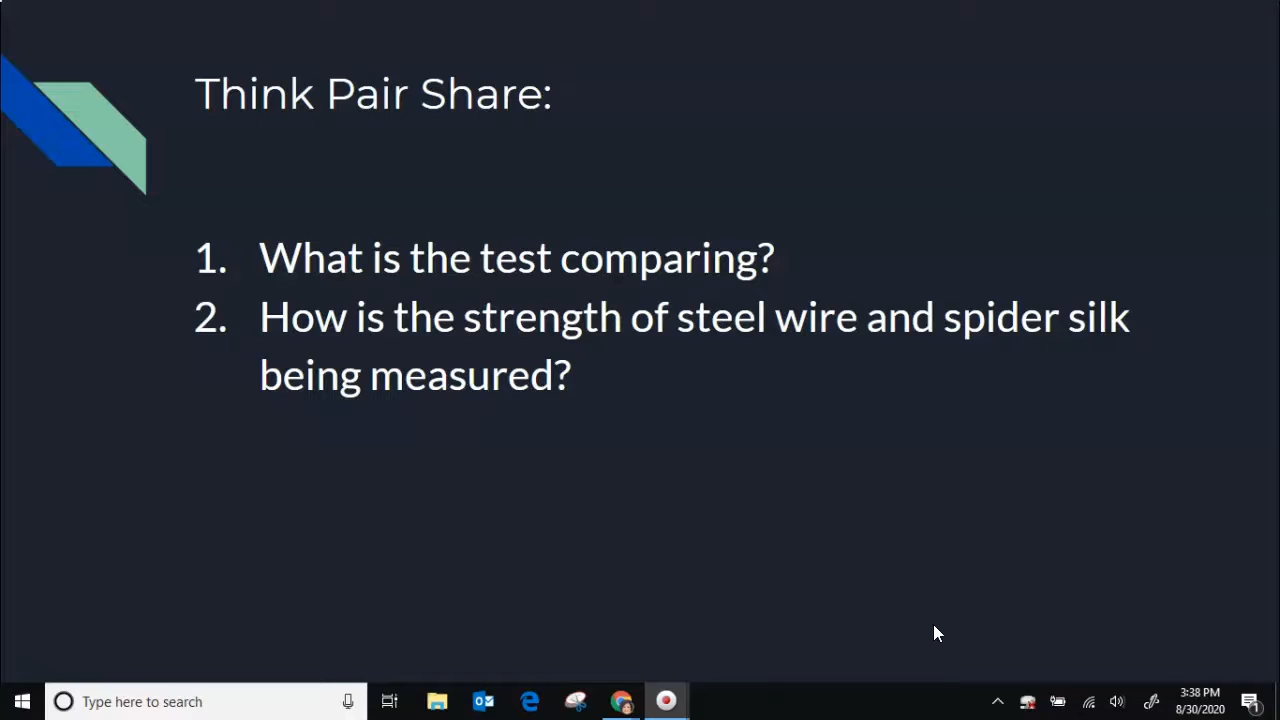 Think Pair Share:
1. What is the test comparing?
2. How is the strength of steel wire and spider silk
being measured?
Type here to search
3:38 PM
8/30/2020
1